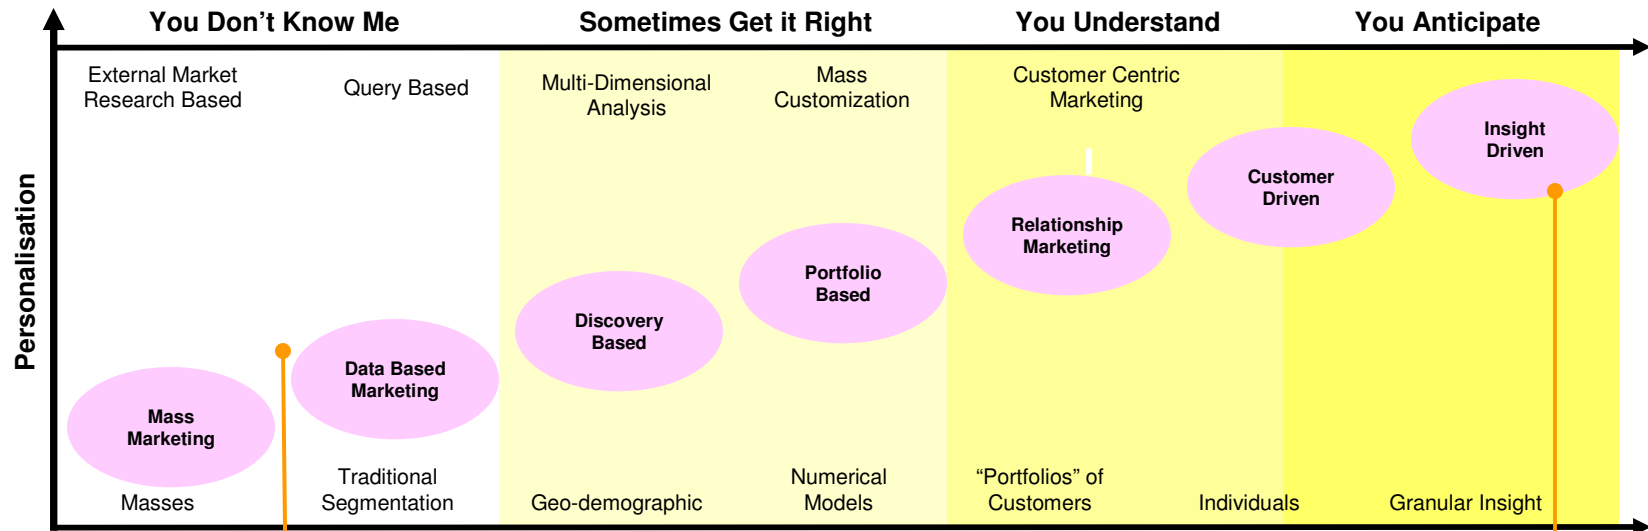 You Don’t Know Me
Sometimes Get it Right
You Understand
You Anticipate
External Market
Research Based
Query Based
Multi-Dimensional
Analysis
Mass
Customization
Customer Centric
Marketing
Personalisation
Mass
Marketing
Data Based
Marketing
Discovery
Based
Portfolio
Based
Relationship
Marketing
Customer
Driven
Insight
Driven
Masses
Traditional
Segmentation
Geo-demographic
Numerical
Models
“Portfolios” of
Customers
Individuals
Granular Insight